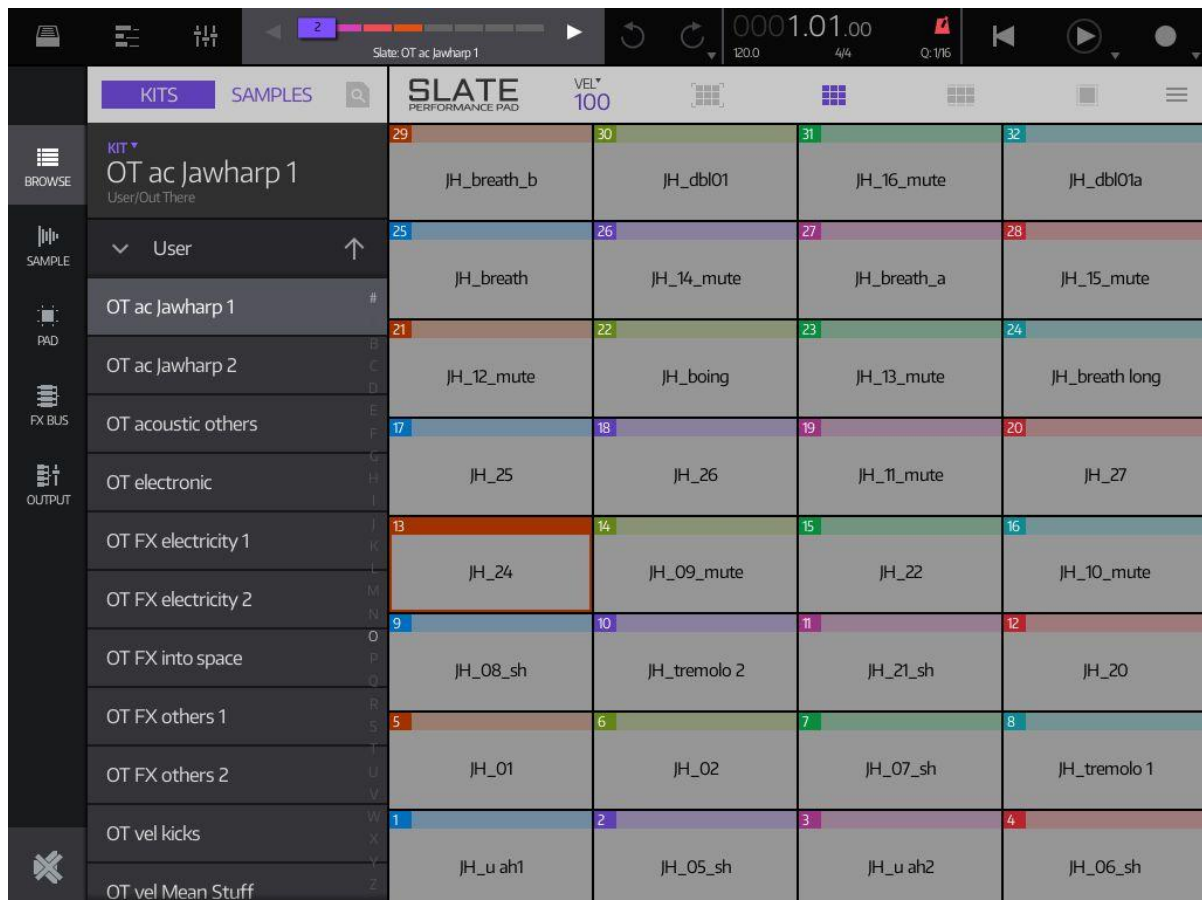 2
Slate: OT ac Jawharp 1
0001.01.00
120.0
4/4
Q: 1/16
KITS
SAMPLES
SLATE
PERFORMANCE PAD
VEL
100
BROWSE
SAMPLE
PAD
FX BUS
OUTPUT
KIT
OT ac Jawharp 1
User/Out There
User
OT ac Jawharp 1
OT ac Jawharp 2
OT acoustic others
OT electronic
OT FX electricity 1
OT FX electricity 2
OT FX into space
OT FX others 1
OT FX others 2
OT vel kicks
OT vel Mean Stuff
#
B
C
D
E
F
G
H
I
J
K
L
M
N
O
P
Q
R
S
T
U
V
W
X
Y
Z
29 30 31 32
JH_breath_b JH_dbl01 JH_16_mute JH_dbl01a
25 26 27 28
JH_breath JH_14_mute JH_breath_a JH_15_mute
21 22 23 24
JH_12_mute JH_boing JH_13_mute JH_breath long
17 18 19 20
JH_25 JH_26 JH_11_mute JH_27
13 14 15 16
JH_24 JH_09_mute JH_22 JH_10_mute
9 10 11 12
JH_08_sh JH_tremolo 2 JH_21_sh JH_20
5 6 7 8
JH_01 JH_02 JH_07_sh JH_tremolo 1
1 2 3 4
JH_u ah1 JH_05_sh JH_u ah2 JH_06_sh